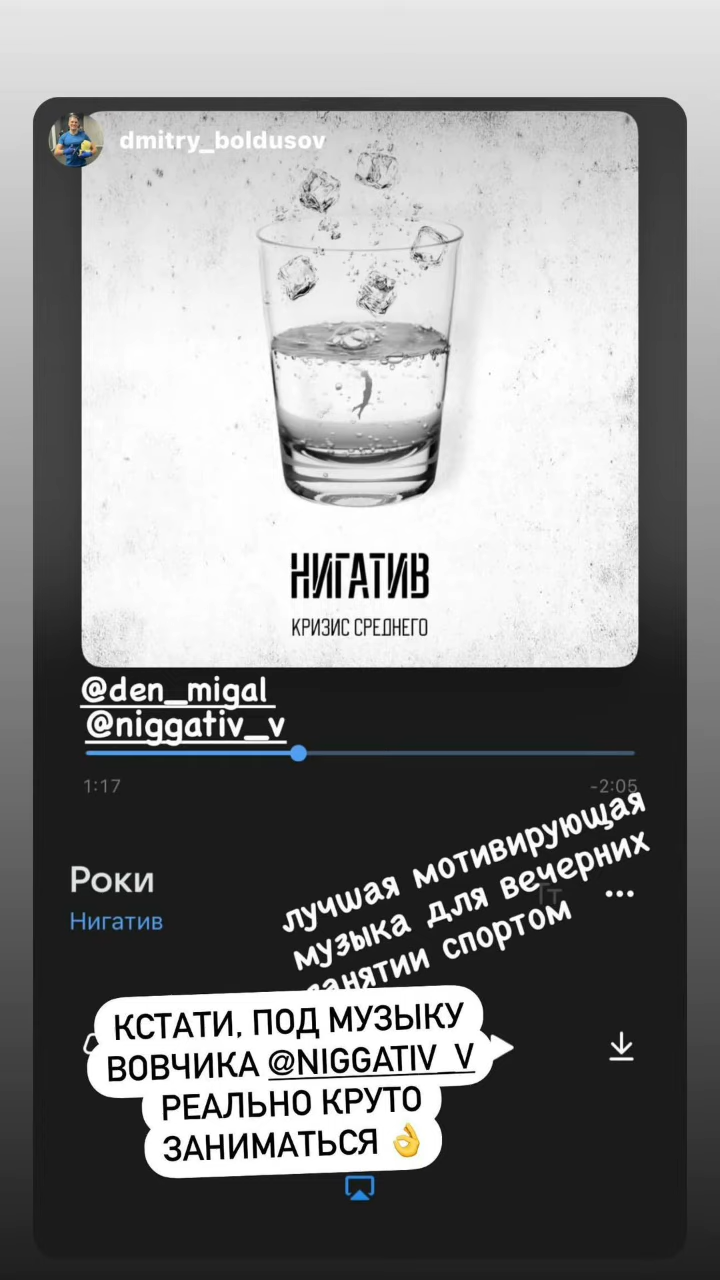 dmitry_boldusov
НИГАТИВ
КРИЗИС СРЕДНЕГО
@den_migal
@niggativ_v
1:17
-2:05
Роки
Нигатив
лучшая мотивирующая
музыка для вечерних
занятии спортом
КСТАТИ, ПОД МУЗЫКУ
ВОВЧИКА @NIGGATIV_V
РЕАЛЬНО КРУТО
ЗАНИМАТЬСЯ 👌